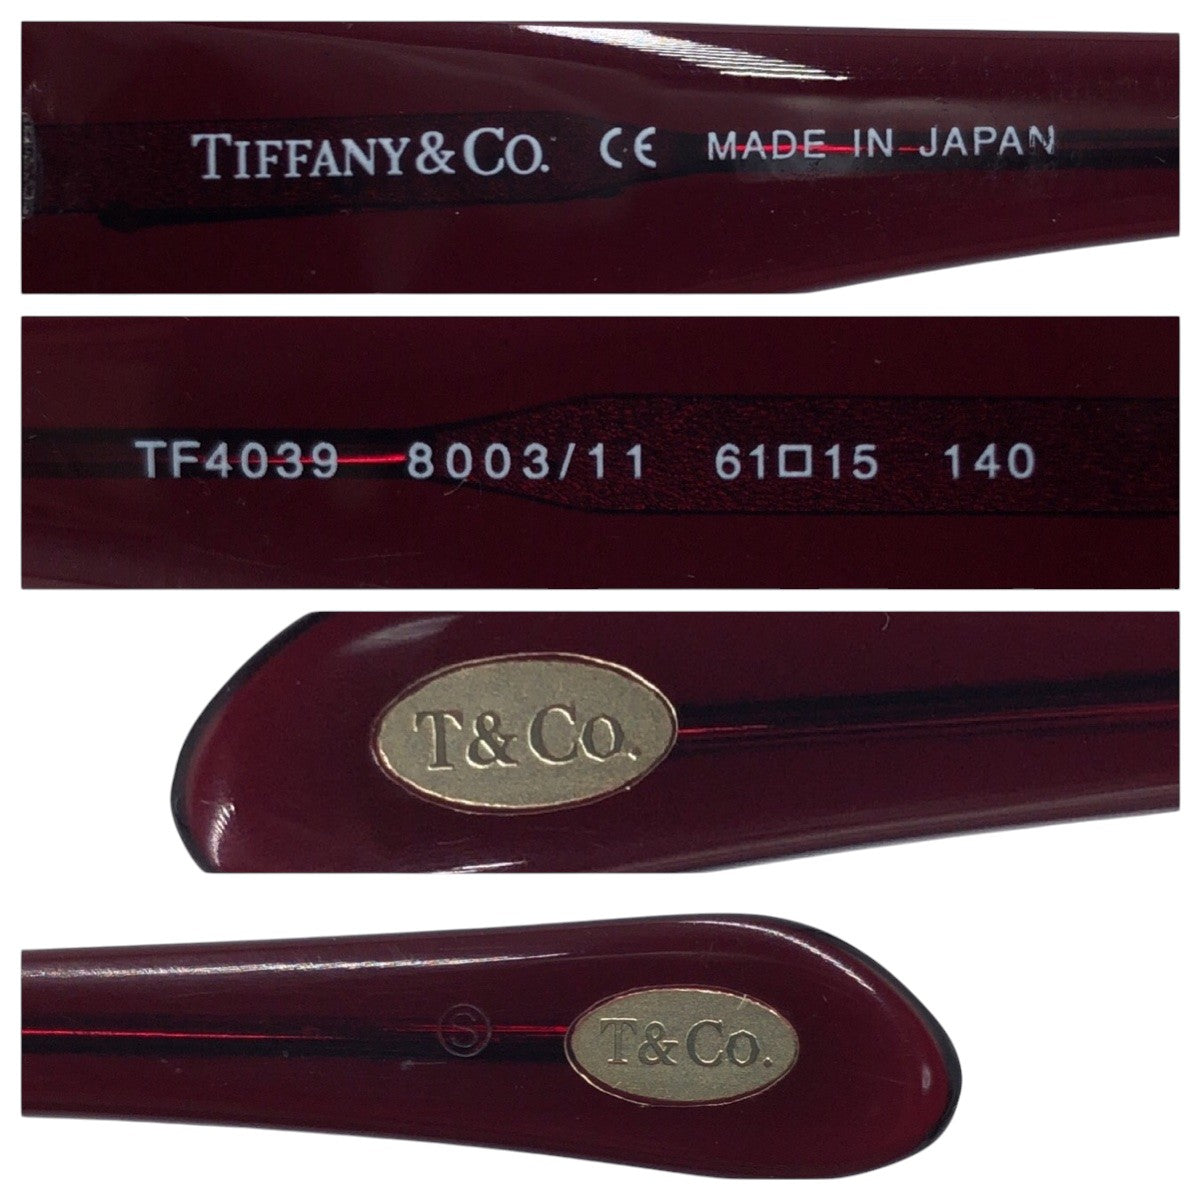 TIFFANY & CO. CE MADE IN JAPAN
TF4039 8003/11 61□15 140
T&CO.
S T&CO.